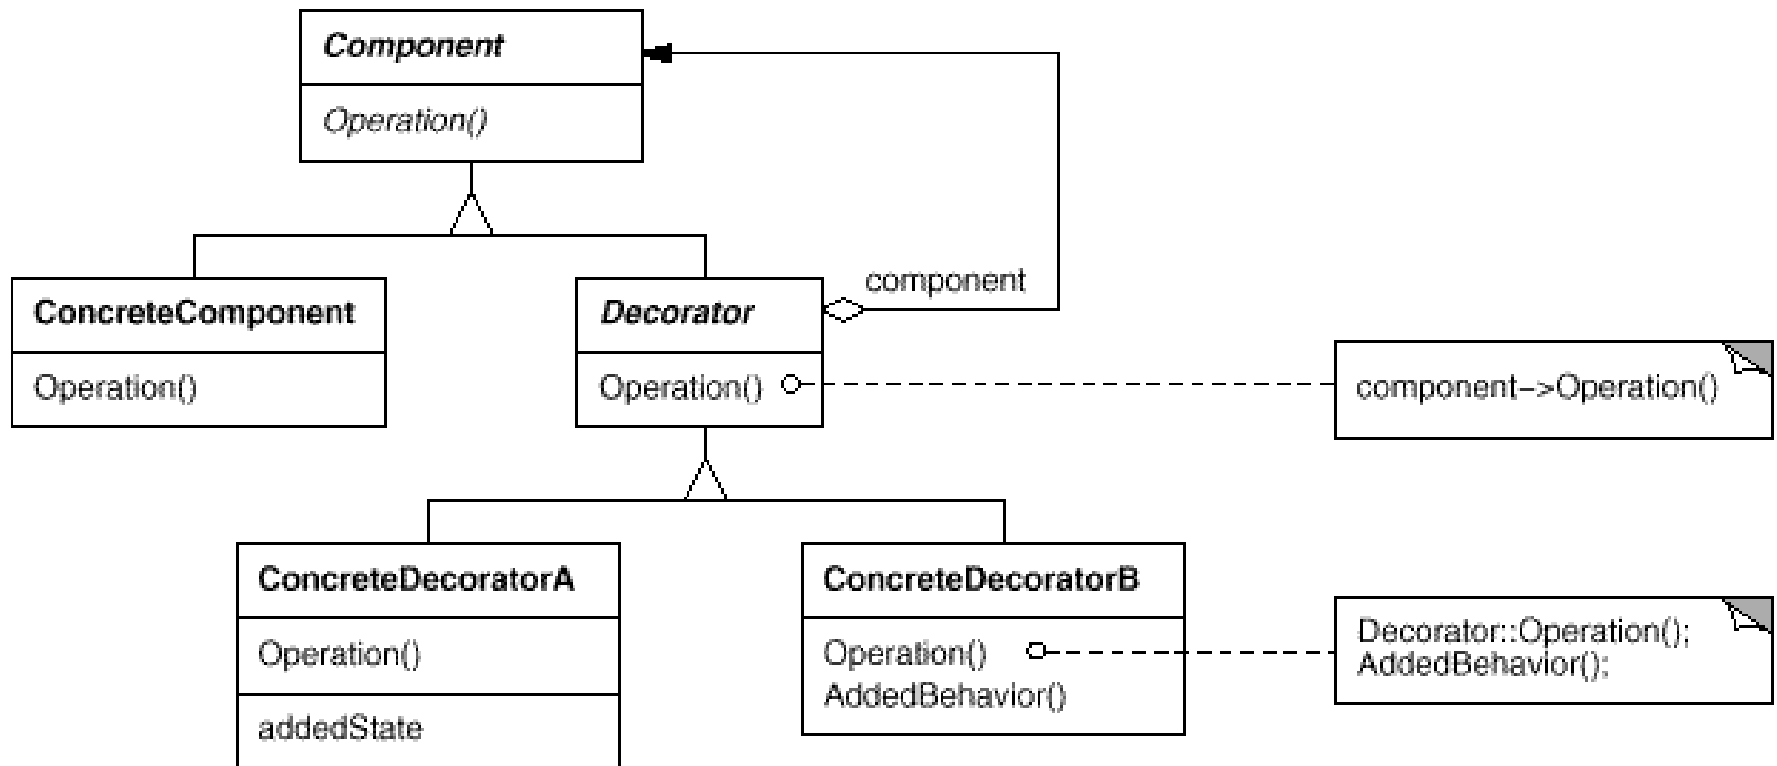 Component
Operation()
component
ConcreteComponent
Operation()
Decorator
Operation()
component–>Operation()
ConcreteDecoratorA
Operation()
addedState
ConcreteDecoratorB
Operation()
AddedBehavior()
Decorator::Operation();
AddedBehavior();